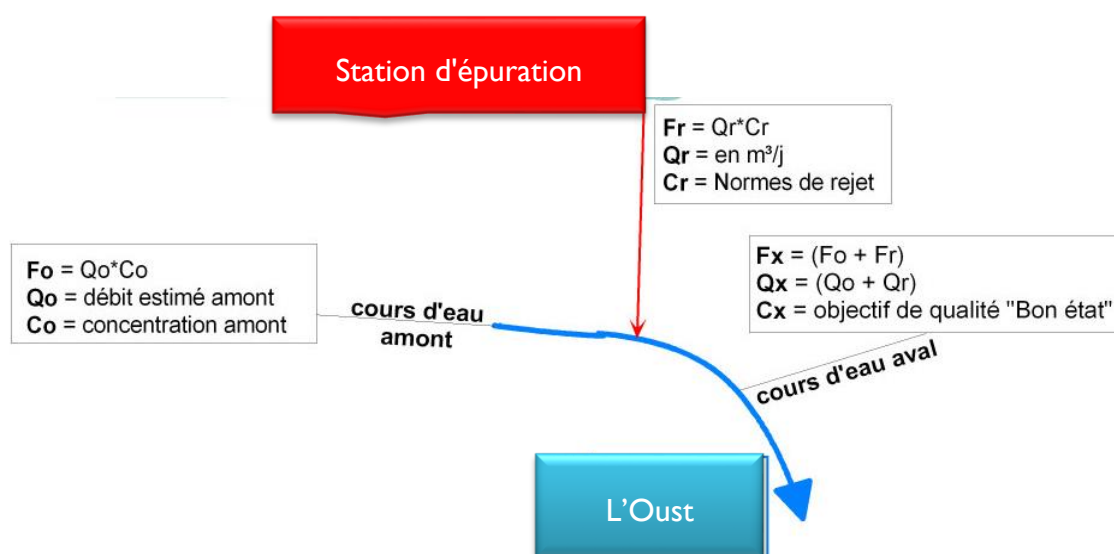 Station d'épuration
Fr = Qr*Cr
Qr = en m³/j
Cr = Normes de rejet
Fo = Qo*Co
Qo = débit estimé amont
Co = concentration amont
cours d'eau
amont
Fx = (Fo + Fr)
Qx = (Qo + Qr)
Cx = objectif de qualité "Bon état"
cours d'eau aval
L'Oust